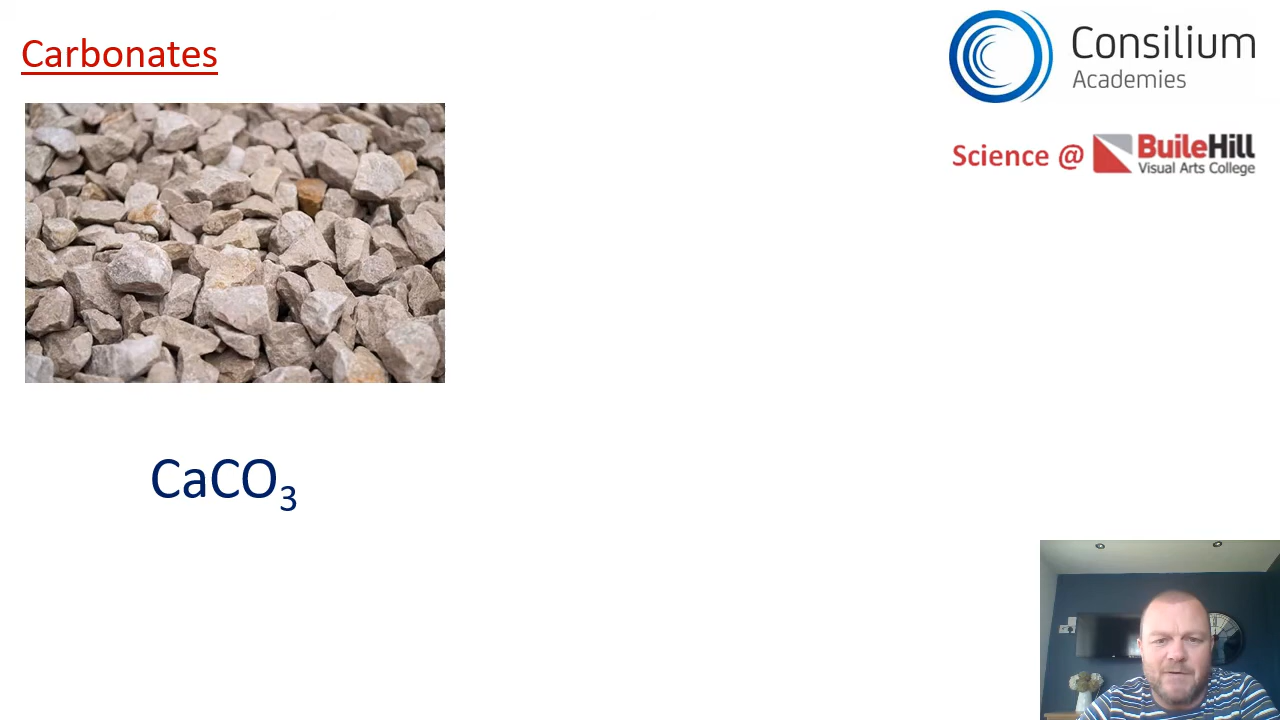 Carbonates
Consilium
Academies
Science @ BuileHill
Visual Arts College
CaCO₃